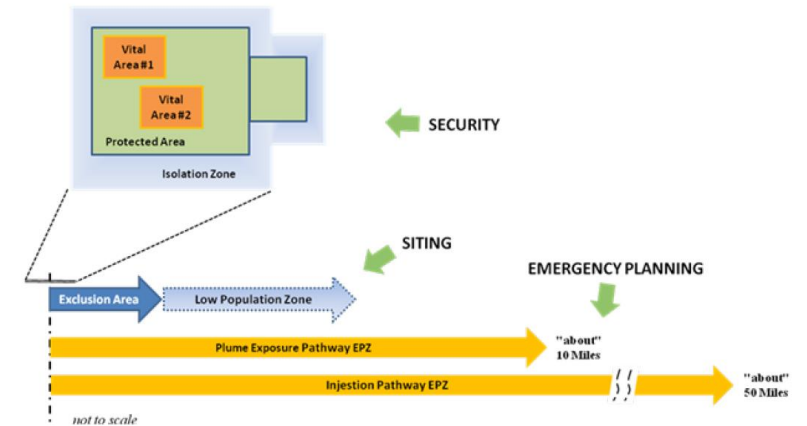 Vital
Area #1
Vital
Area #2
Protected Area
Isolation Zone
SECURITY
SITING
EMERGENCY PLANNING
Exclusion Area
Low Population Zone
Plume Exposure Pathway EPZ
"about"
10 Miles
Injestion Pathway EPZ
"about"
50 Miles
not to scale